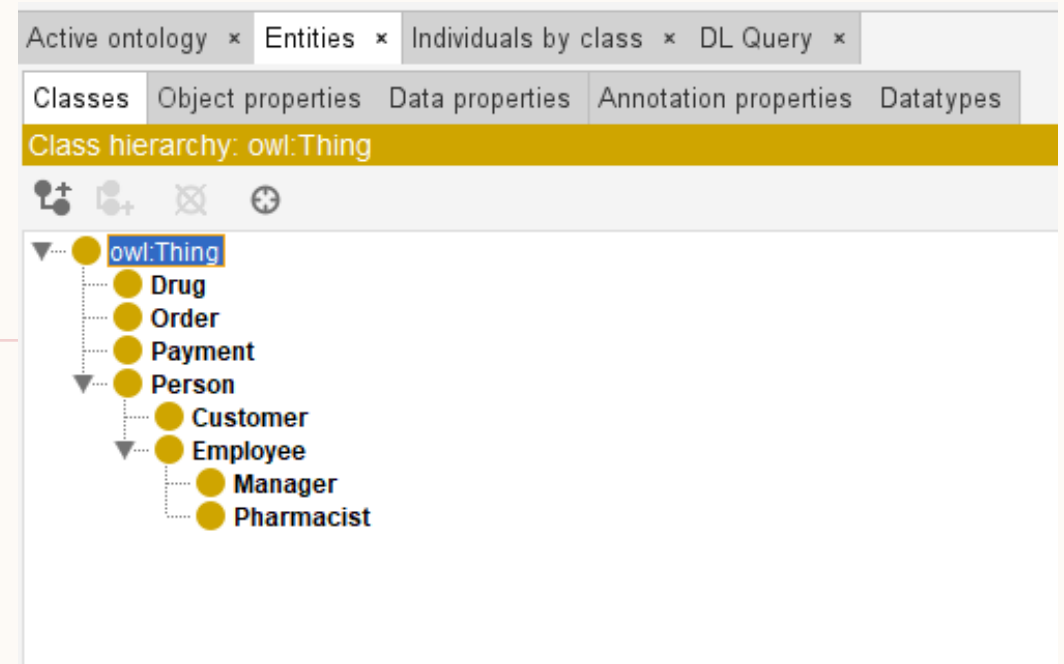 Active ontology × Entities × Individuals by class × DL Query ×
Classes Object properties Data properties Annotation properties Datatypes
Class hierarchy: owl:Thing
owl:Thing
Drug
Order
Payment
Person
Customer
Employee
Manager
Pharmacist